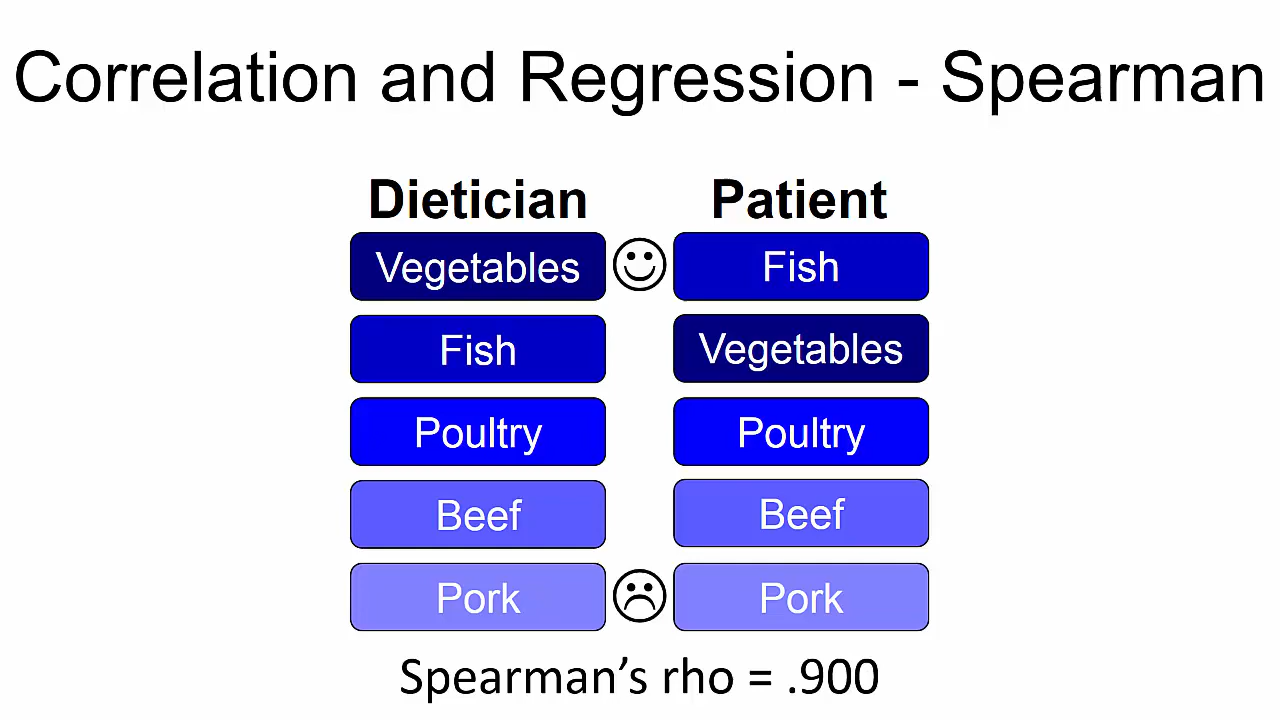 Correlation and Regression - Spearman
Dietician Patient
Vegetables Fish
Fish Vegetables
Poultry Poultry
Beef Beef
Pork Pork
Spearman’s rho = .900